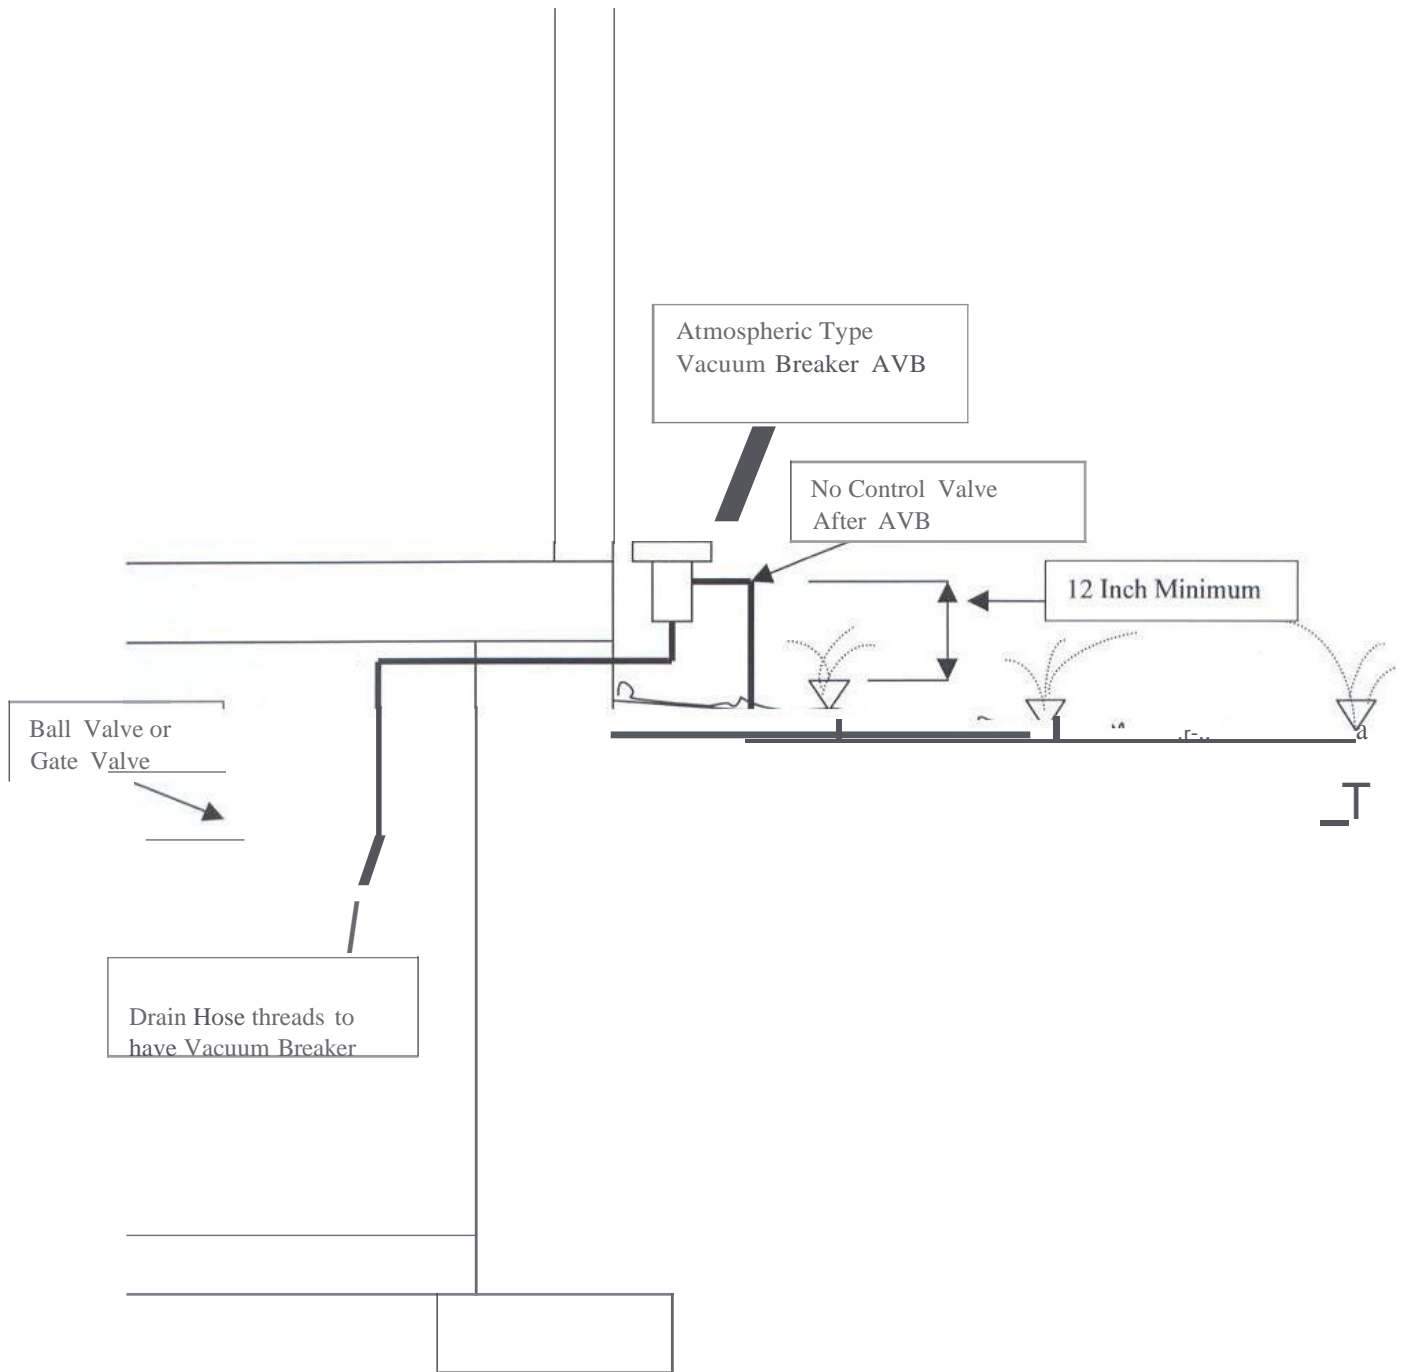 Atmospheric Type
Vacuum Breaker AVB
No Control Valve
After AVB
12 Inch Minimum
Ball Valve or
Gate Valve
a
Drain Hose threads to
have Vacuum Breaker